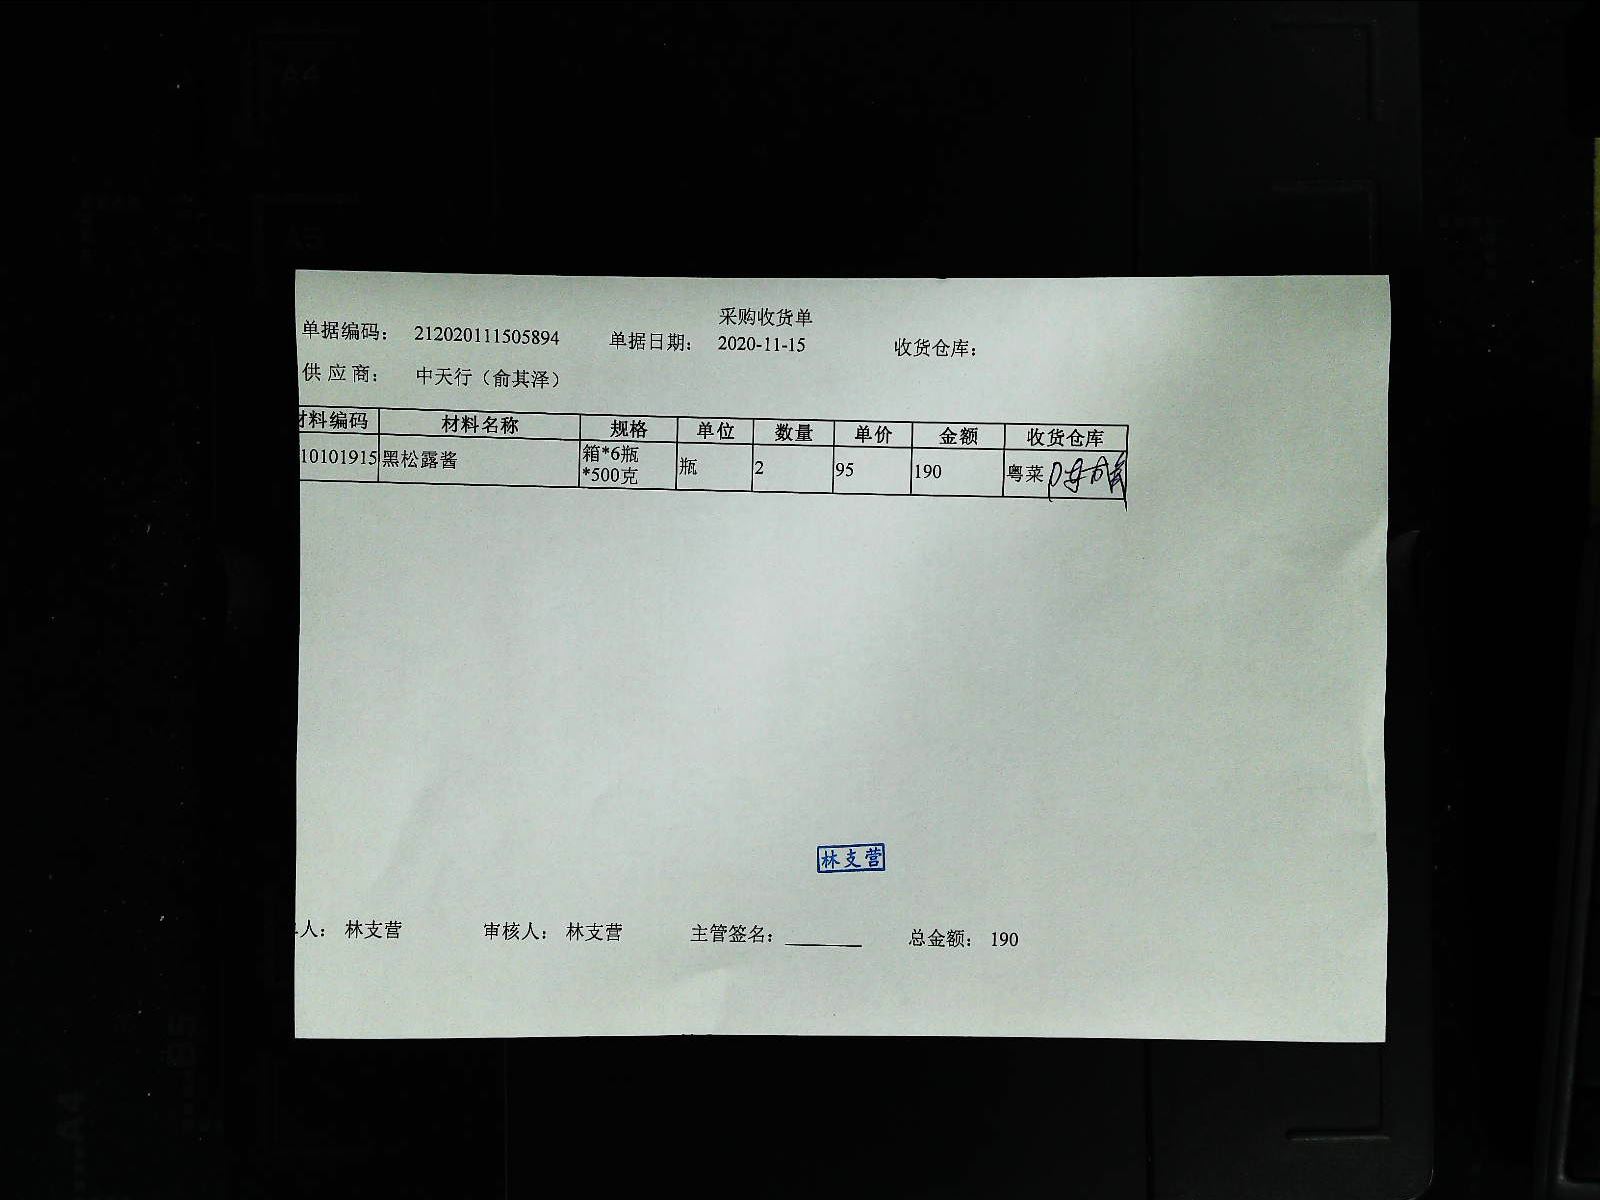 采购收货单
单据编码： 212020111505894 单据日期： 2020-11-15 收货仓库：
供 应 商： 中天行（俞其泽）
材料编码 材料名称 规格 单位 数量 单价 金额 收货仓库
10101915 黑松露酱 箱*6瓶 瓶 2 95 190 粤菜
*500克
林支营
人： 林支营 审核人： 林支营 主管签名： ________ 总金额： 190
A4
A5